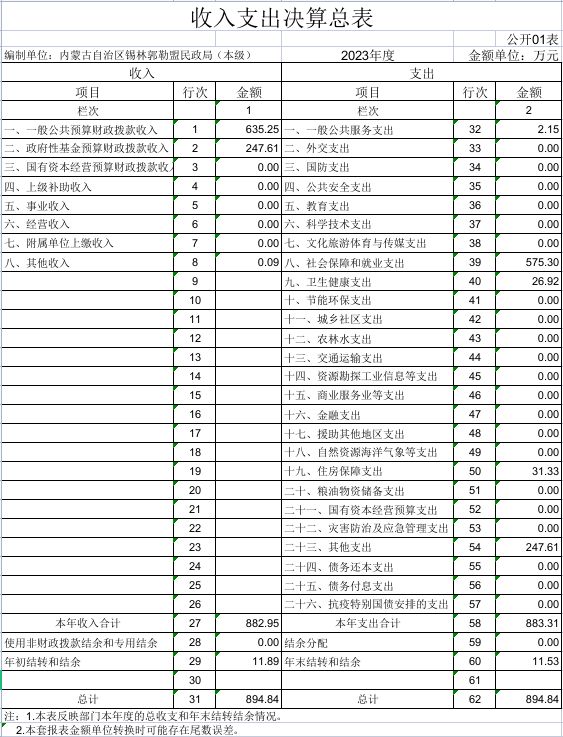 收入支出决算总表
公开01表
编制单位：内蒙古自治区锡林郭勒盟民政局（本级） 2023年度 金额单位：万元
收入 支出
项目 行次 金额 项目 行次 金额
栏次 1 栏次 2
一、一般公共预算财政拨款收入 1 635.25 一、一般公共服务支出 32 2.15
二、政府性基金预算财政拨款收入 2 247.61 二、外交支出 33 0.00
三、国有资本经营预算财政拨款收入 3 0.00 三、国防支出 34 0.00
四、上级补助收入 4 0.00 四、公共安全支出 35 0.00
五、事业收入 5 0.00 五、教育支出 36 0.00
六、经营收入 6 0.00 六、科学技术支出 37 0.00
七、附属单位上缴收入 7 0.00 七、文化旅游体育与传媒支出 38 0.00
八、其他收入 8 0.09 八、社会保障和就业支出 39 575.30
9 九、卫生健康支出 40 26.92
10 十、节能环保支出 41 0.00
11 十一、城乡社区支出 42 0.00
12 十二、农林水支出 43 0.00
13 十三、交通运输支出 44 0.00
14 十四、资源勘探工业信息等支出 45 0.00
15 十五、商业服务业等支出 46 0.00
16 十六、金融支出 47 0.00
17 十七、援助其他地区支出 48 0.00
18 十八、自然资源海洋气象等支出 49 0.00
19 十九、住房保障支出 50 31.33
20 二十、粮油物资储备支出 51 0.00
21 二十一、国有资本经营预算支出 52 0.00
22 二十二、灾害防治及应急管理支出 53 0.00
23 二十三、其他支出 54 247.61
24 二十四、债务还本支出 55 0.00
25 二十五、债务付息支出 56 0.00
26 二十六、抗疫特别国债安排的支出 57 0.00
本年收入合计 27 882.95 本年支出合计 58 883.31
使用非财政拨款结余和专用结余 28 0.00 结余分配 59 0.00
年初结转和结余 29 11.89 年末结转和结余 60 11.53
30 61
总计 31 894.84 总计 62 894.84
注：1.本表反映部门本年度的总收支和年末结转结余情况。
2.本套报表金额单位转换时可能存在尾数误差。